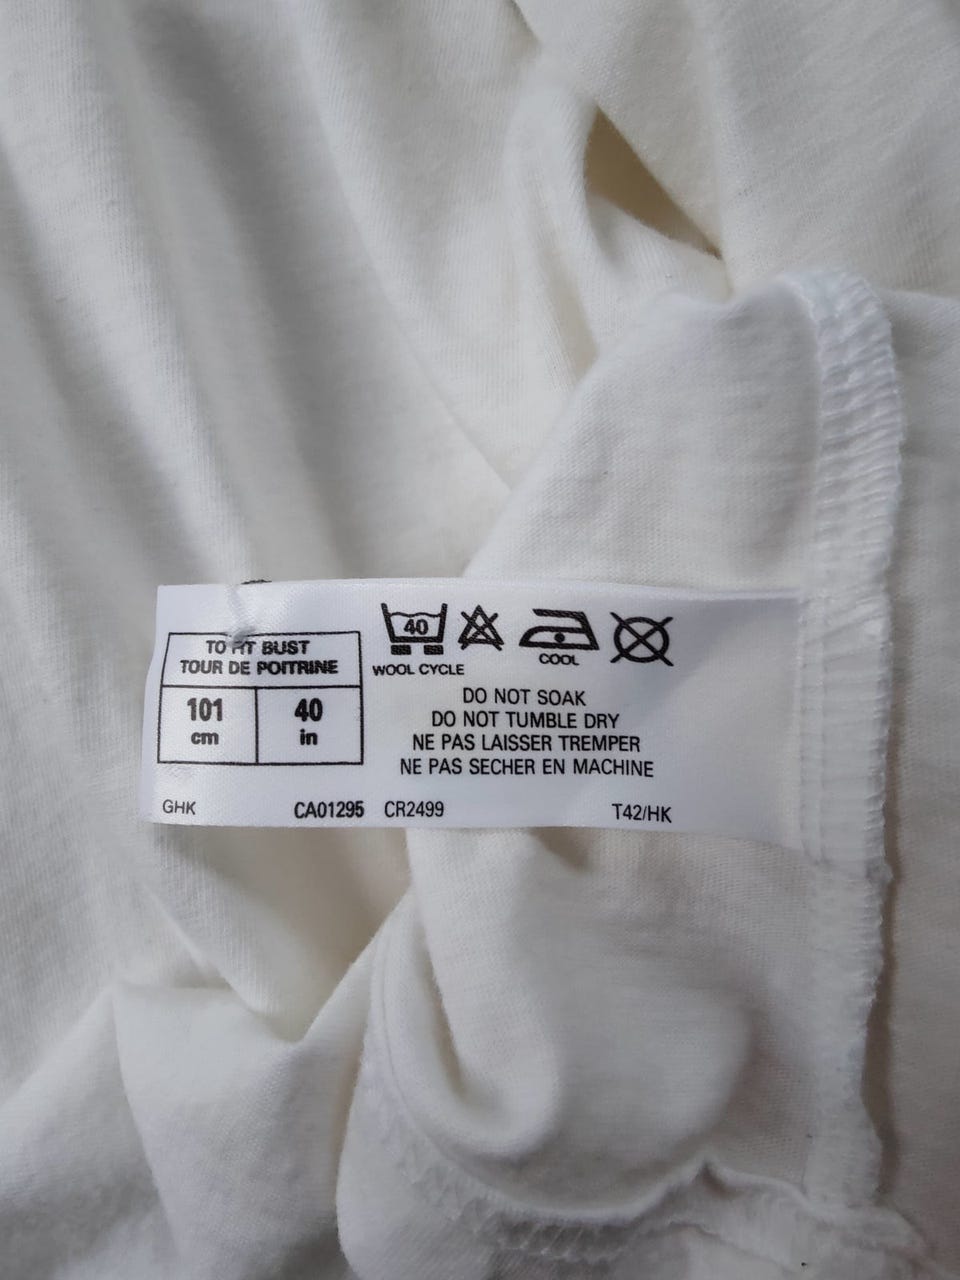 TO FIT BUST
TOUR DE POITRINE
101 40
cm in
40
WOOL CYCLE
COOL
DO NOT SOAK
DO NOT TUMBLE DRY
NE PAS LAISSER TREMPER
NE PAS SECHER EN MACHINE
GHK CA01295 CR2499 T42/HK